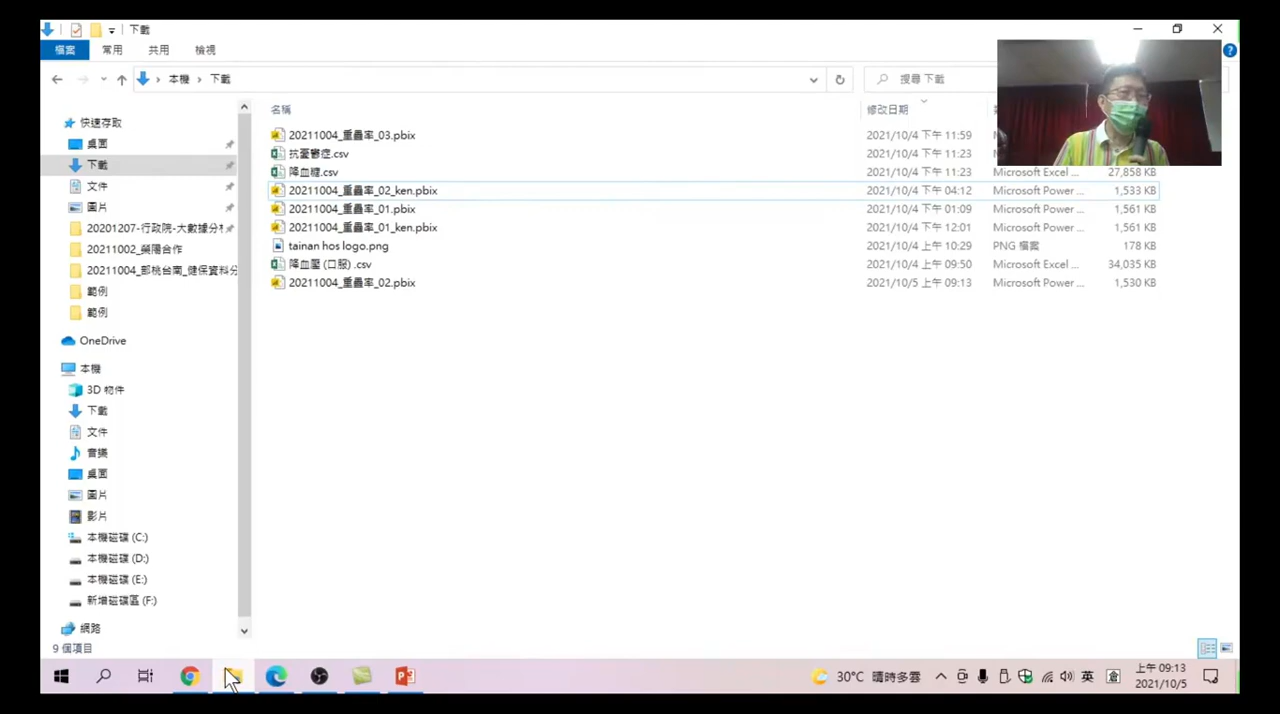 下載
檔案 常用 共用 檢視
本機 › 下載
搜尋 下載
名稱 修改日期
快速存取
桌面
下載
文件
圖片
20201207-行政院-大數據分
20211002_榮陽合作
20211004_部桃台南_健保資料分
範例
範例
OneDrive
本機
3D 物件
下載
文件
音樂
桌面
圖片
影片
本機磁碟 (C:)
本機磁碟 (D:)
本機磁碟 (E:)
新增磁碟區 (F:)
網路
20211004_重疊率_03.pbix 2021/10/4 下午 11:59
抗憂鬱症.csv 2021/10/4 下午 11:23
降血糖.csv 2021/10/4 下午 11:23 Microsoft Excel ... 27,858 KB
20211004_重疊率_02_ken.pbix 2021/10/4 下午 04:12 Microsoft Power ... 1,533 KB
20211004_重疊率_01.pbix 2021/10/4 下午 01:09 Microsoft Power ... 1,561 KB
20211004_重疊率_01_ken.pbix 2021/10/4 下午 12:01 Microsoft Power ... 1,561 KB
tainan hos logo.png 2021/10/4 上午 10:29 PNG 檔案 178 KB
降血壓 (口服) .csv 2021/10/4 上午 09:50 Microsoft Excel ... 34,035 KB
20211004_重疊率_02.pbix 2021/10/5 上午 09:13 Microsoft Power ... 1,530 KB
9 個項目
30°C 晴時多雲 英 倉 上午 09:13
2021/10/5